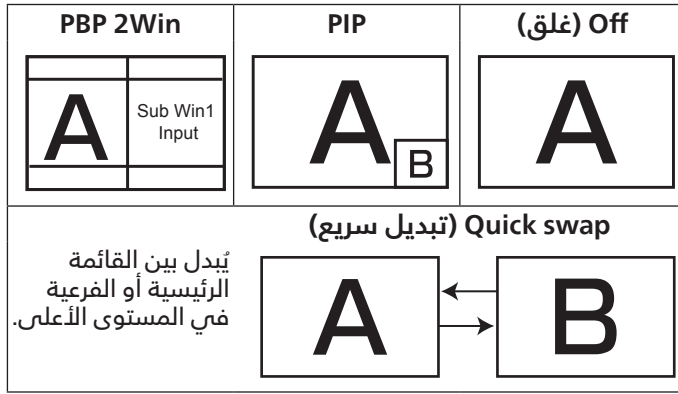 Off (غلق)
PIP
PBP 2Win
A
A
B
A
Sub Win1
Input
Quick swap (تبديل سريع)
يُبدل بين القائمة
الرئيسية أو الفرعية
في المستوى الأعلى.
A
B